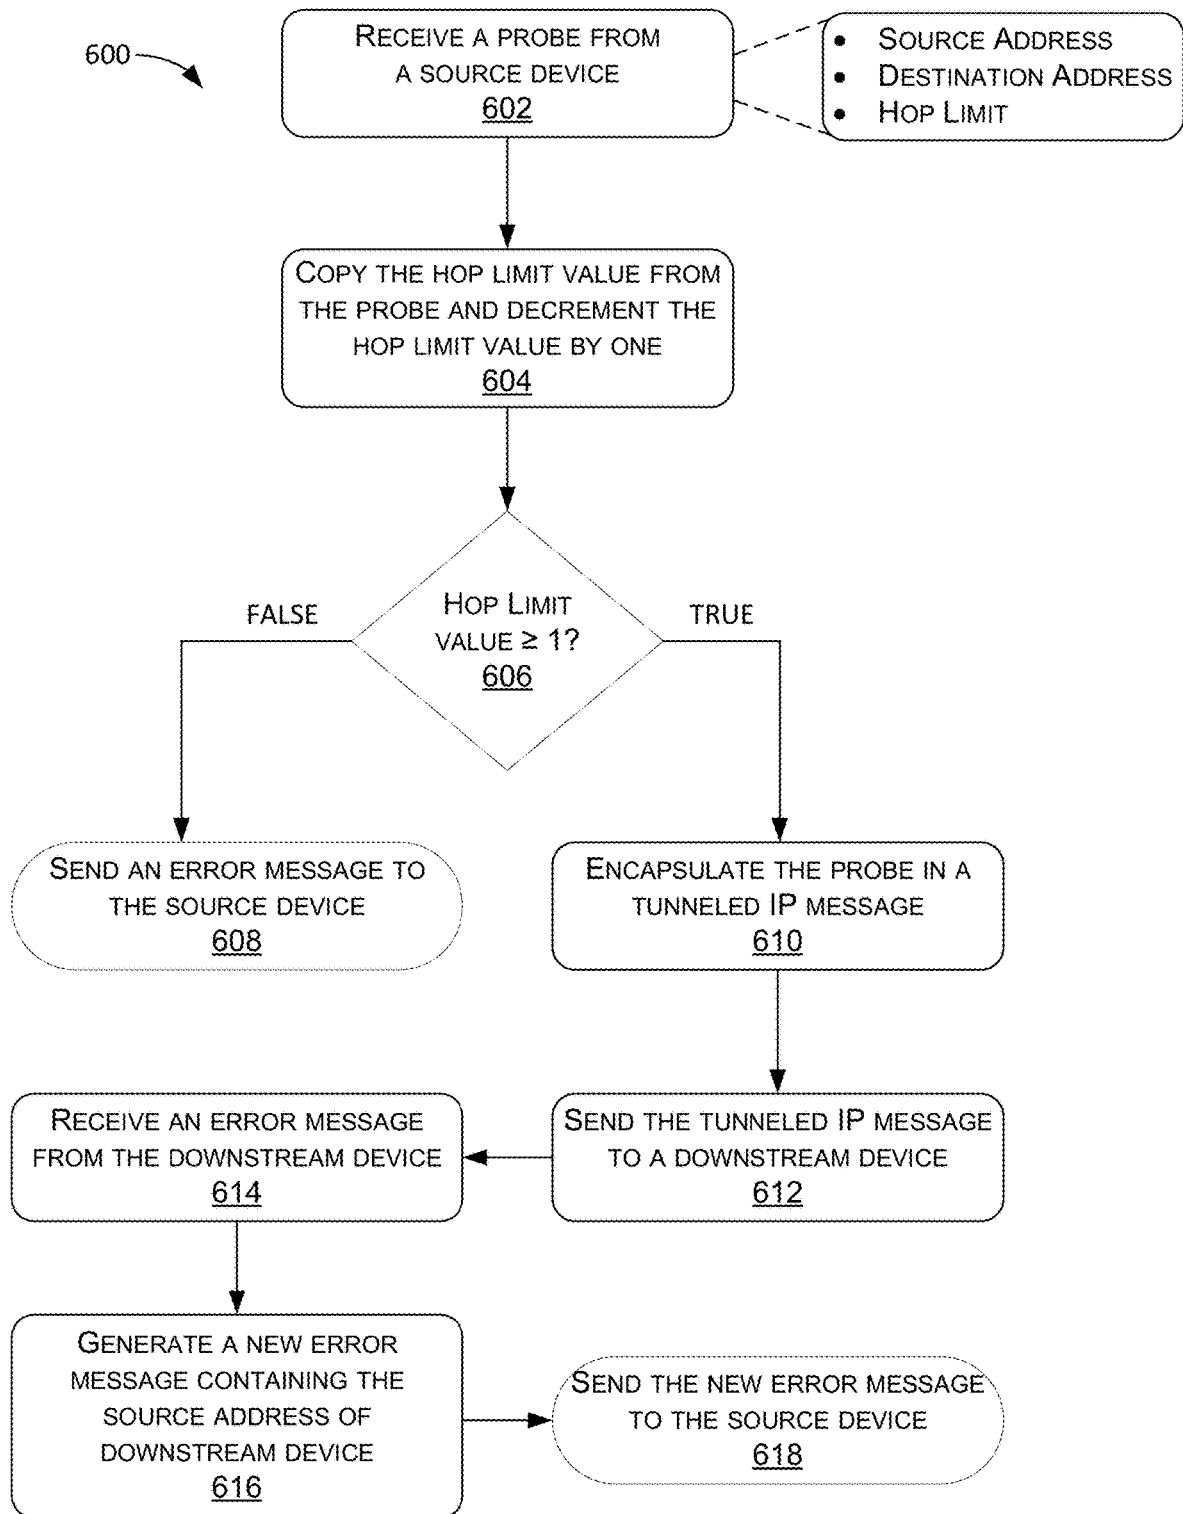 600
RECEIVE A PROBE FROM
A SOURCE DEVICE
602
• SOURCE ADDRESS
• DESTINATION ADDRESS
• HOP LIMIT
COPY THE HOP LIMIT VALUE FROM
THE PROBE AND DECREMENT THE
HOP LIMIT VALUE BY ONE
604
HOP LIMIT
VALUE ≥ 1?
606
FALSE
TRUE
SEND AN ERROR MESSAGE TO
THE SOURCE DEVICE
608
ENCAPSULATE THE PROBE IN A
TUNNELED IP MESSAGE
610
SEND THE TUNNELED IP MESSAGE
TO A DOWNSTREAM DEVICE
612
RECEIVE AN ERROR MESSAGE
FROM THE DOWNSTREAM DEVICE
614
GENERATE A NEW ERROR
MESSAGE CONTAINING THE
SOURCE ADDRESS OF
DOWNSTREAM DEVICE
616
SEND THE NEW ERROR MESSAGE
TO THE SOURCE DEVICE
618